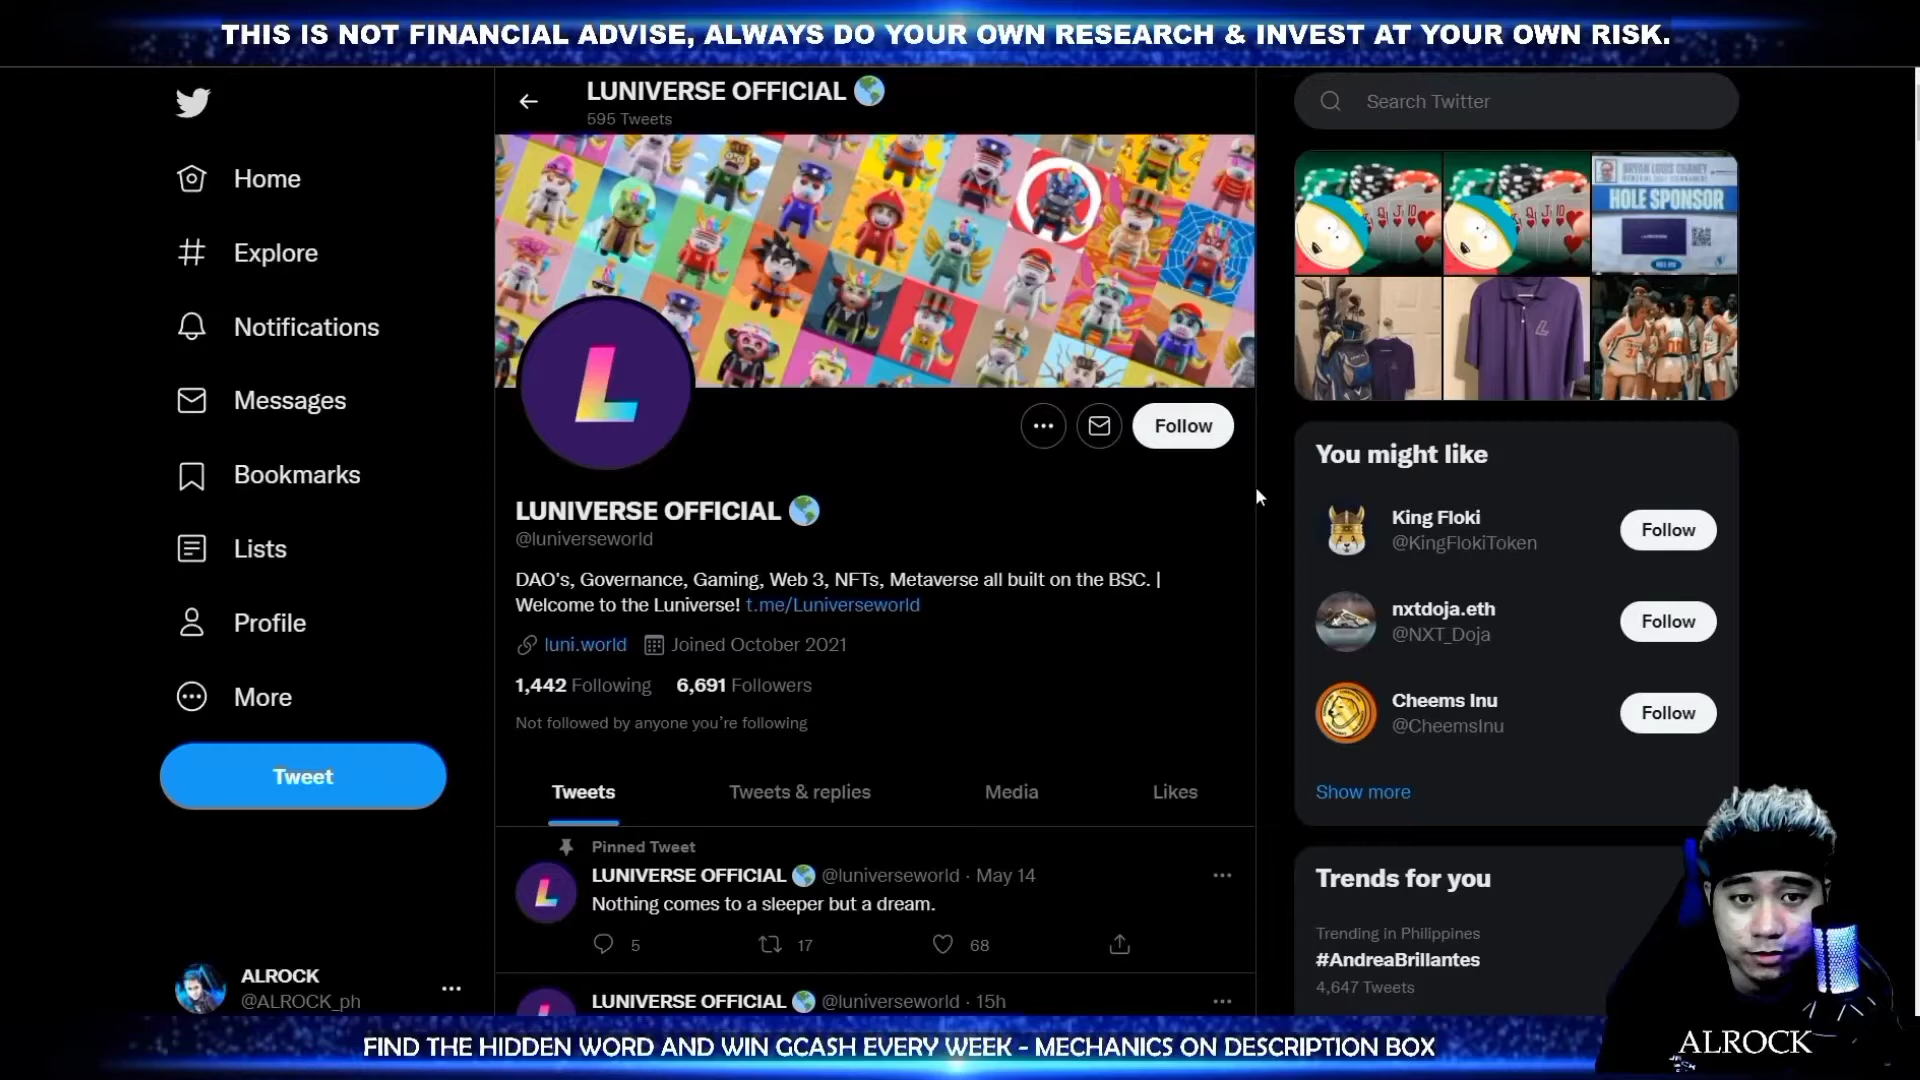 THIS IS NOT FINANCIAL ADVISE, ALWAYS DO YOUR OWN RESEARCH & INVEST AT YOUR OWN RISK.
LUNIVERSE OFFICIAL
595 Tweets
Search Twitter
Home
Explore
Notifications
Messages
Bookmarks
Lists
Profile
More
Tweet
ALROCK
@ALROCK_ph
L
Follow
LUNIVERSE OFFICIAL
@luniverseworld
DAO's, Governance, Gaming, Web 3, NFTs, Metaverse all built on the BSC. |
Welcome to the Luniverse! t.me/Luniverseworld
luni.world Joined October 2021
1,442 Following 6,691 Followers
Not followed by anyone you're following
Tweets Tweets & replies Media Likes
Pinned Tweet
LUNIVERSE OFFICIAL @luniverseworld · May 14
Nothing comes to a sleeper but a dream.
5 17 68
LUNIVERSE OFFICIAL @luniverseworld · 15h
BRYAN LOUIS CHANEY
HOLE SPONSOR
You might like
King Floki
@KingFlokiToken
Follow
nxtdoja.eth
@NXT_Doja
Follow
Cheems Inu
@CheemsInu
Follow
Show more
Trends for you
Trending in Philippines
#AndreaBrillantes
4,647 Tweets
ALROCK
FIND THE HIDDEN WORD AND WIN GCASH EVERY WEEK - MECHANICS ON DESCRIPTION BOX